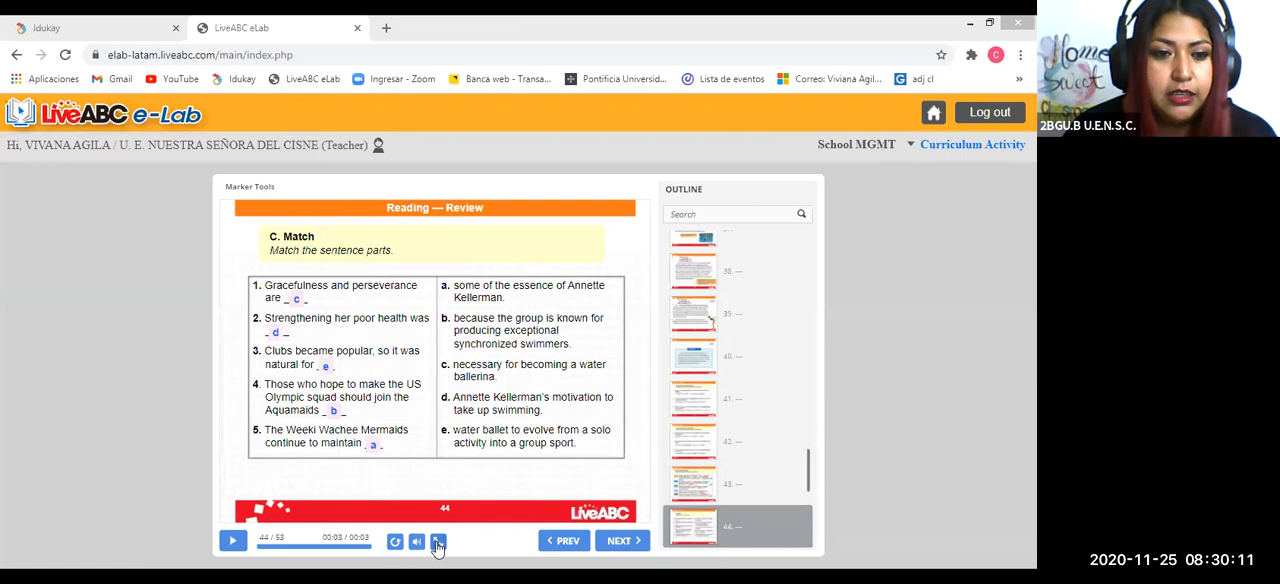 Idukay
LiveABC eLab
elab-latam.liveabc.com/main/index.php
C
Aplicaciones
Gmail
YouTube
Idukay
LiveABC eLab
Ingresar - Zoom
Banca web - Transa...
Pontificia Universid...
Lista de eventos
Correo: Viviana Agil...
adj cl
»
Home
Sweet
2BGU.B U.E.N.S.C.
LiveABC e-Lab
Log out
Hi, VIVANA AGILA / U. E. NUESTRA SEÑORA DEL CISNE (Teacher)
School MGMT
Curriculum Activity
Marker Tools
Reading — Review
C. Match
Match the sentence parts.
1. Gracefulness and perseverance
are _ c _
2. Strengthening her poor health was
_ d _
3. Clubs became popular, so it was
natural for _ e .
4. Those who hope to make the US
Olympic squad should join the
Aquamaids _ b _
5. The Weeki Wachee Mermaids
continue to maintain _ a .
a. some of the essence of Annette
Kellerman.
b. because the group is known for
producing exceptional
synchronized swimmers.
c. necessary for becoming a water
ballerina.
d. Annette Kellerman's motivation to
take up swimming.
e. water ballet to evolve from a solo
activity into a group sport.
44
LiveABC
44 / 53
00:03 / 00:03
PREV
NEXT
OUTLINE
Search
38. ---
39. ---
40. ---
41. ---
42. ---
43. ---
44. ---
2020-11-25 08:30:11